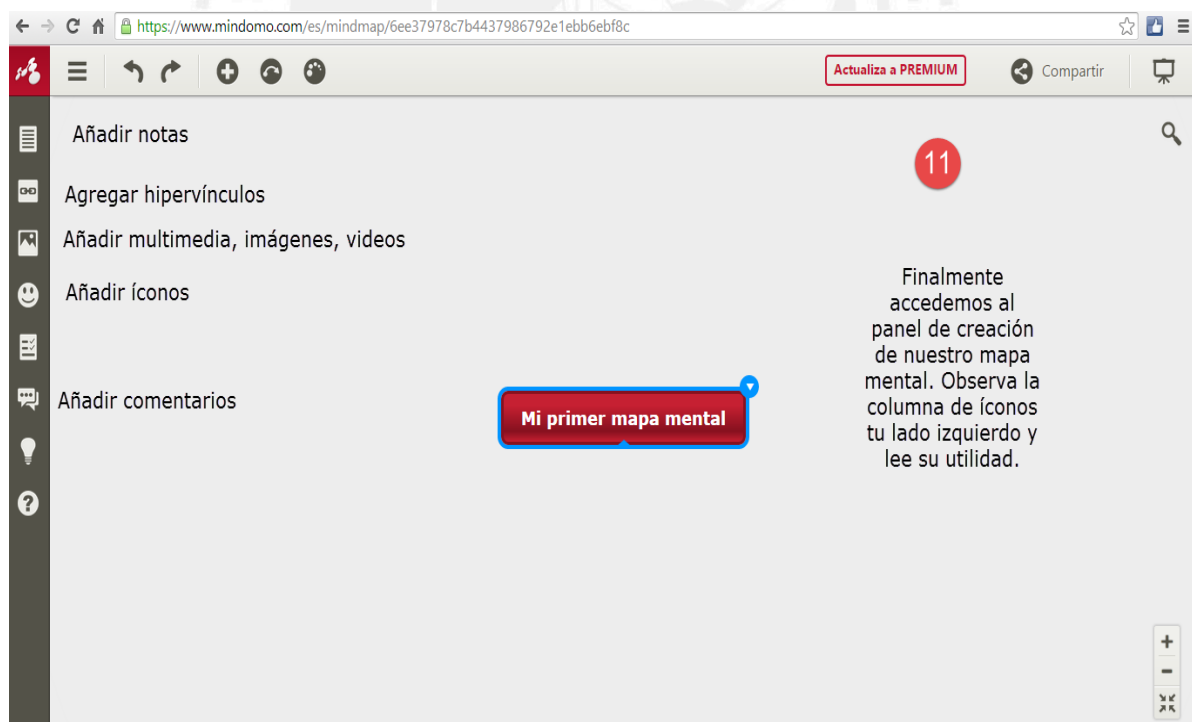 https://www.mindomo.com/es/mindmap/6ee37978c7b4437986792e1ebb6ebf8c
Actualiza a PREMIUM
Compartir
Añadir notas
11
Agregar hipervínculos
Añadir multimedia, imágenes, videos
Añadir íconos
Añadir comentarios
Mi primer mapa mental
Finalmente
accedemos al
panel de creación
de nuestro mapa
mental. Observa la
columna de íconos
tu lado izquierdo y
lee su utilidad.